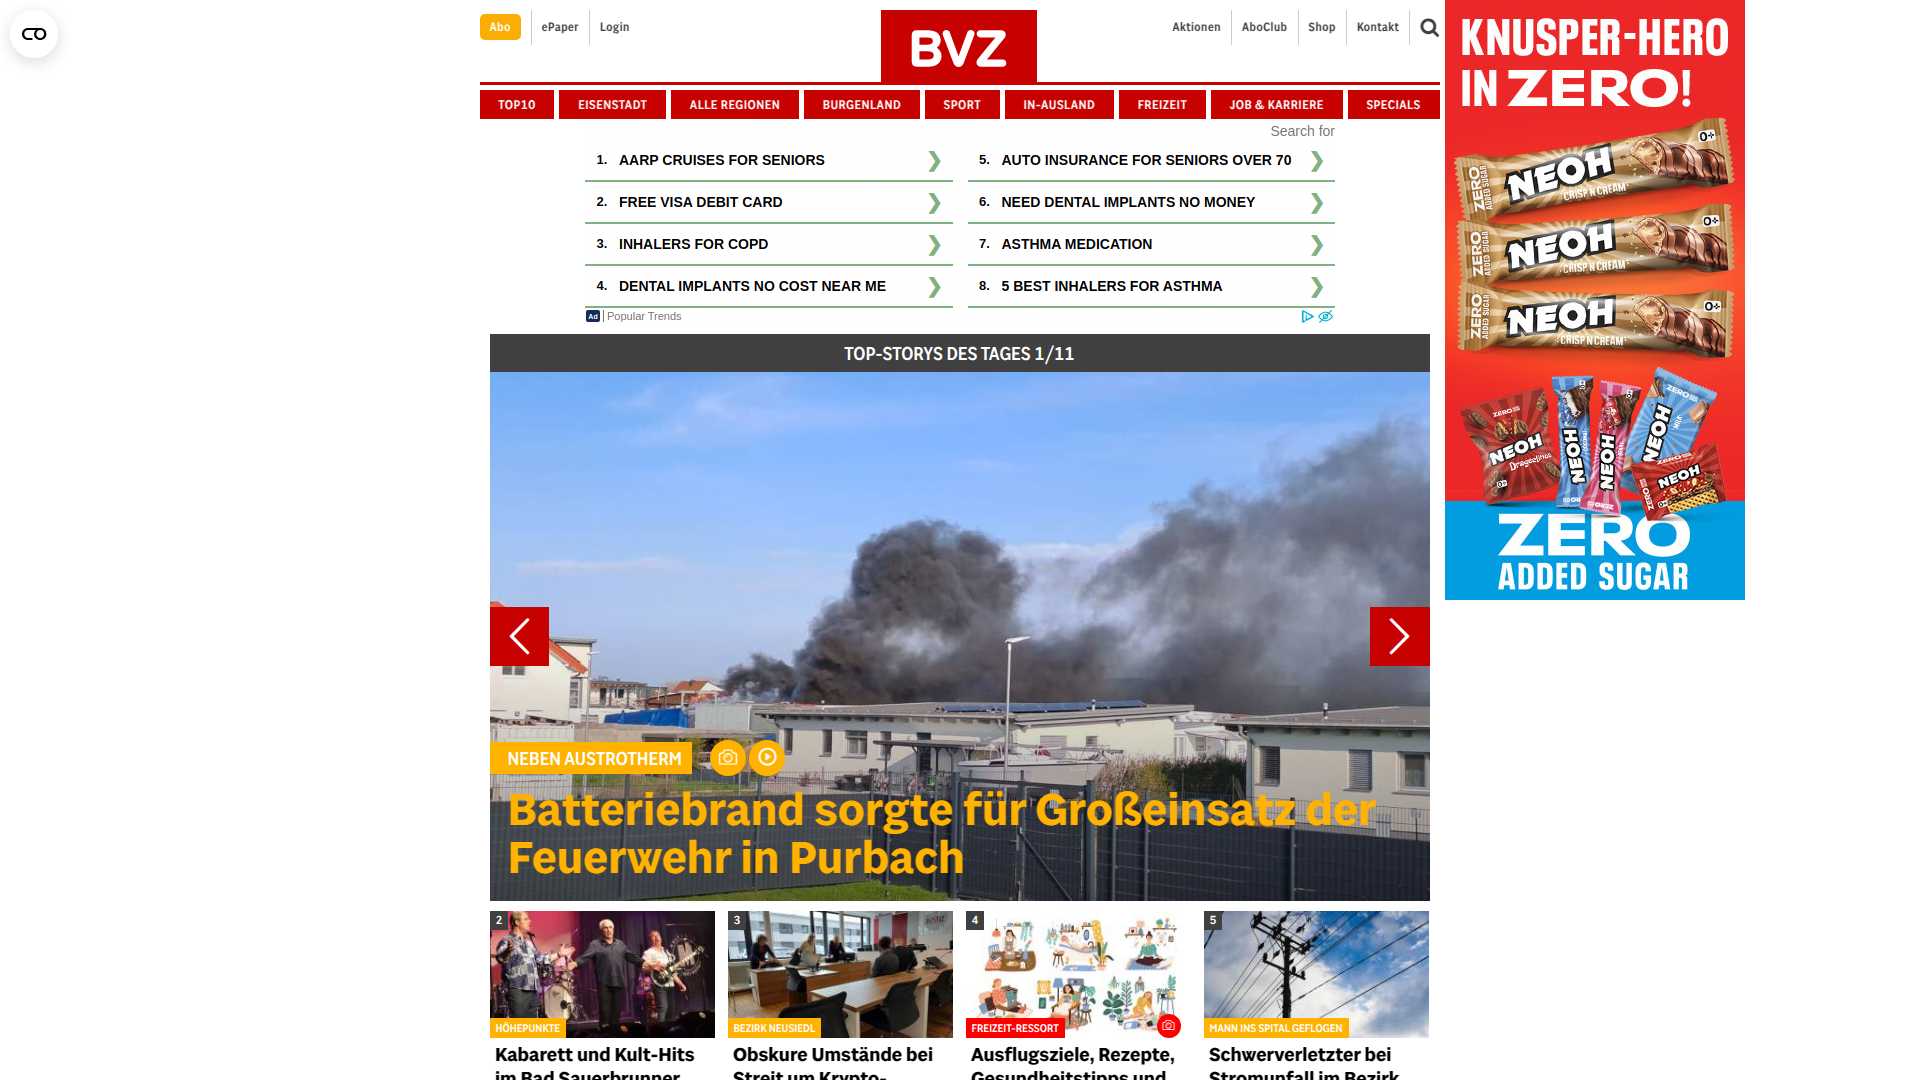 Abo
ePaper
Login
BVZ
Aktionen
AboClub
Shop
Kontakt
TOP10
EISENSTADT
ALLE REGIONEN
BURGENLAND
SPORT
IN-AUSLAND
FREIZEIT
JOB & KARRIERE
SPECIALS
Search for
1. AARP CRUISES FOR SENIORS
2. FREE VISA DEBIT CARD
3. INHALERS FOR COPD
4. DENTAL IMPLANTS NO COST NEAR ME
5. AUTO INSURANCE FOR SENIORS OVER 70
6. NEED DENTAL IMPLANTS NO MONEY
7. ASTHMA MEDICATION
8. 5 BEST INHALERS FOR ASTHMA
Ad | Popular Trends
TOP-STORYS DES TAGES 1/11
NEBEN AUSTROTHERM
Batteriebrand sorgte für Großeinsatz der
Feuerwehr in Purbach
2
HÖHEPUNKTE
Kabarett und Kult-Hits
im Bad Sauerbrunner
3
BEZIRK NEUSIEDL
Obskure Umstände bei
Streit um Krypto-
4
FREIZEIT-RESSORT
Ausflugsziele, Rezepte,
Gesundheitstipps und
5
MANN INS SPITAL GEFLOGEN
Schwerverletzter bei
Stromunfall im Bezirk
KNUSPER-HERO
IN ZERO!
ZERO ADDED SUGAR
NEOH
CRISP'N'CREAM
ZERO ADDED SUGAR
NEOH
CRISP'N'CREAM
ZERO ADDED SUGAR
NEOH
CRISP'N'CREAM
NEOH
NEOH
NEOH
NEOH
NEOH
ZERO
ADDED SUGAR